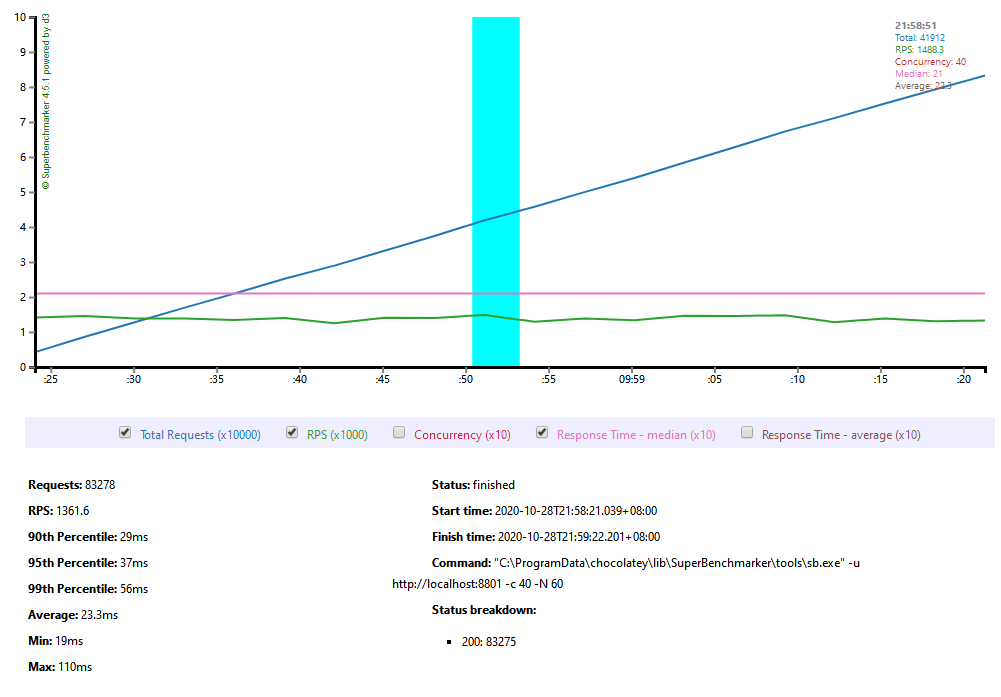 10
9
8
7
6
5
4
3
2
1
0
© Superbenchmarker 4.5.1 powered by d3
21:58:51
Total: 41912
RPS: 1488.3
Concurrency: 40
Median: 21
Average: 22.3
:25 :30 :35 :40 :45 :50 :55 09:59 :05 :10 :15 :20
Total Requests (x10000) RPS (x1000) Concurrency (x10) Response Time - median (x10) Response Time - average (x10)
Requests: 83278
RPS: 1361.6
90th Percentile: 29ms
95th Percentile: 37ms
99th Percentile: 56ms
Average: 23.3ms
Min: 19ms
Max: 110ms
Status: finished
Start time: 2020-10-28T21:58:21.039+08:00
Finish time: 2020-10-28T21:59:22.201+08:00
Command: "C:\ProgramData\chocolatey\lib\SuperBenchmarker\tools\sb.exe" -u
http://localhost:8801 -c 40 -N 60
Status breakdown:
200: 83275